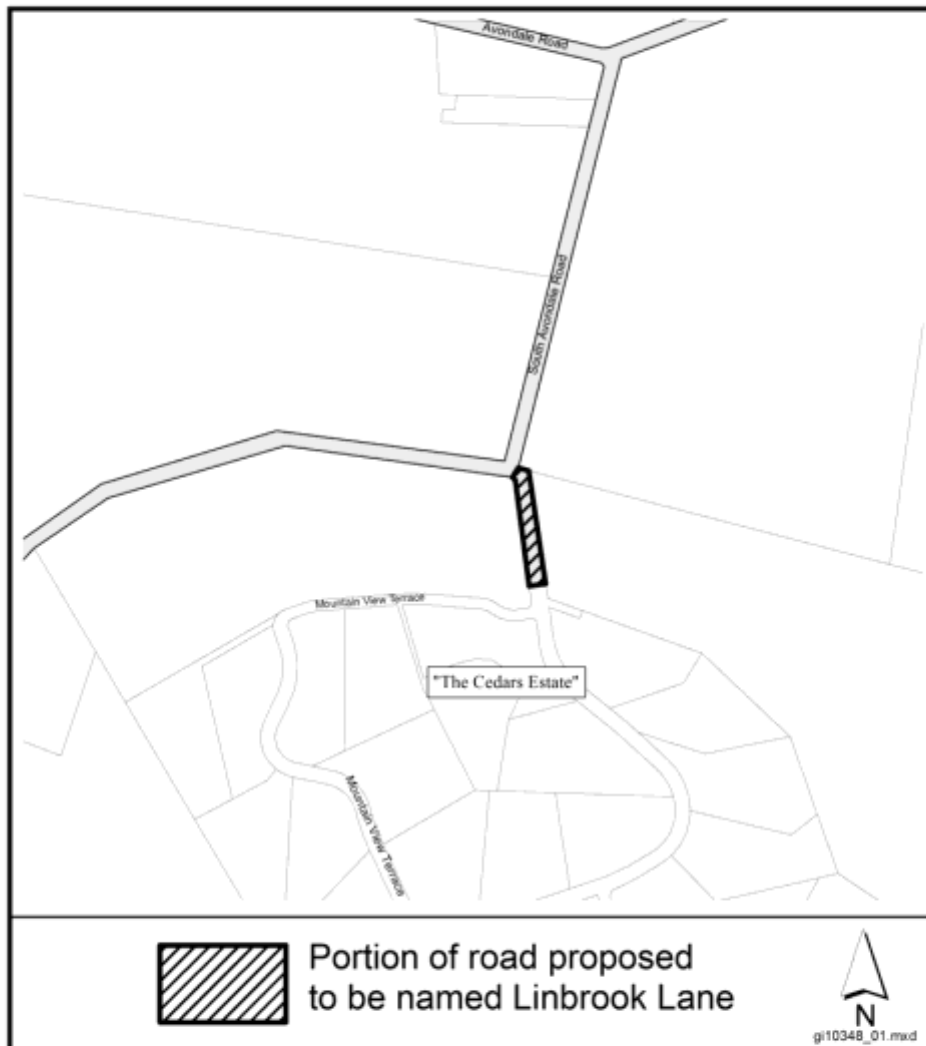 Avondale Road
South Avondale Road
Mountain View Terrace
"The Cedars Estate"
Mountain View Terrace
Portion of road proposed
to be named Linbrook Lane
N
gi10348_01.mxd